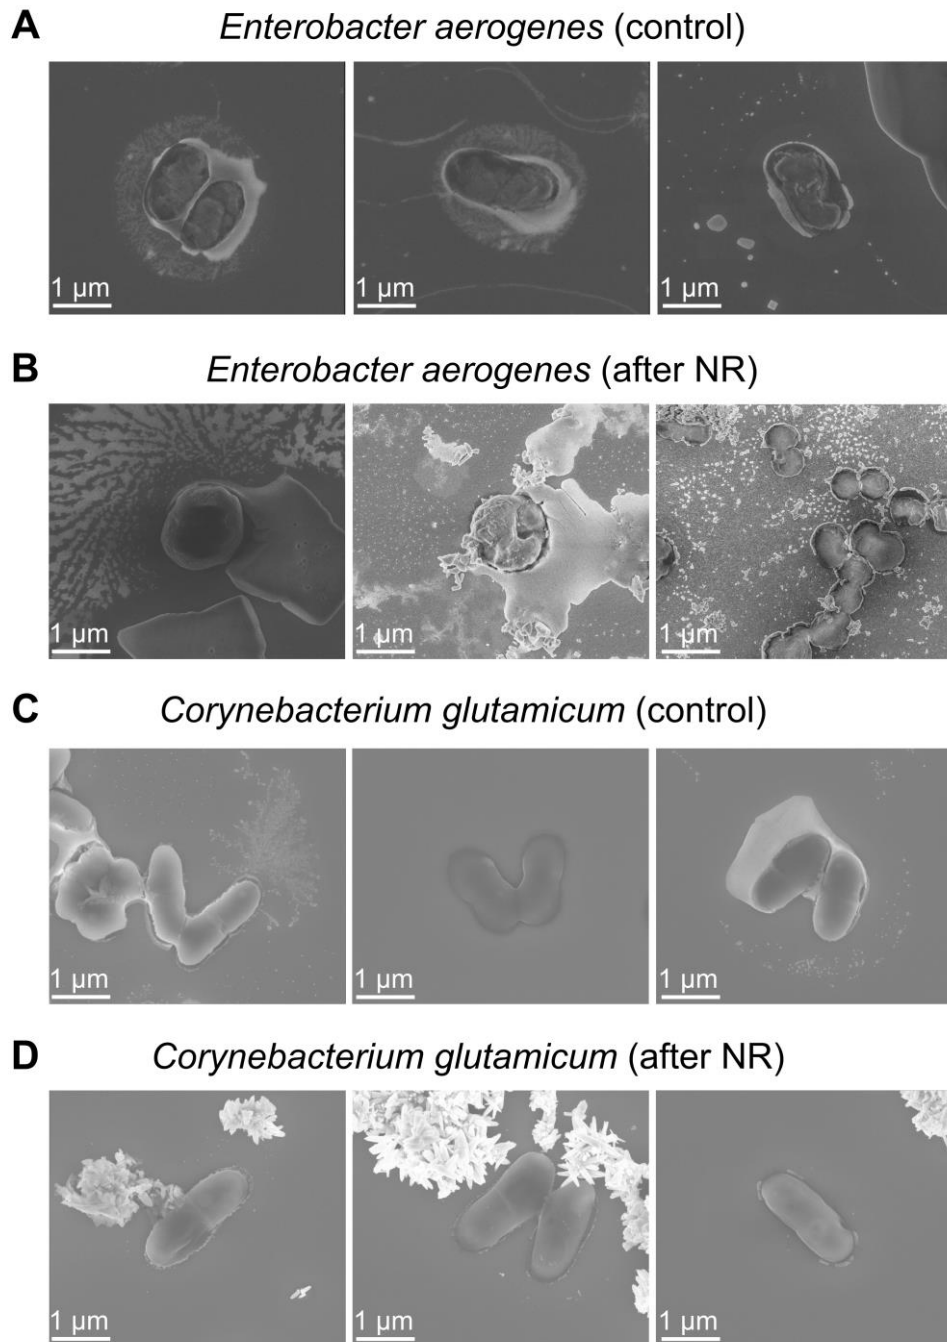 A Enterobacter aerogenes (control)
1 µm 1 µm 1 µm
B Enterobacter aerogenes (after NR)
1 µm 1 µm 1 µm
C Corynebacterium glutamicum (control)
1 µm 1 µm 1 µm
D Corynebacterium glutamicum (after NR)
1 µm 1 µm 1 µm